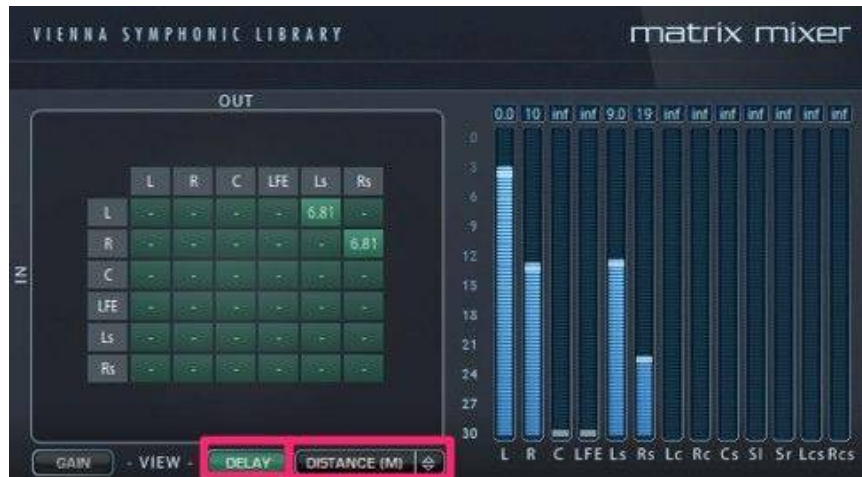 VIENNA SYMPHONIC LIBRARY
matrix mixer
OUT
0.0 10 inf inf 9.0 19 inf inf inf inf inf inf inf
0
3
6
9
12
15
18
21
24
27
30
L R C LFE Ls Rs
L - - - - 6.81 -
R - - - - - 6.81
C - - - - - -
LFE - - - - - -
Ls - - - - - -
Rs - - - - - -
IN
L R C LFE Ls Rs Lc Rc Cs Sl Sr Lcs Rcs
GAIN - VIEW - DELAY DISTANCE (M)